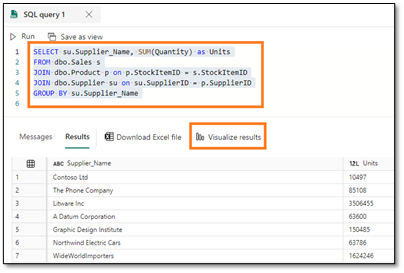 SQL query 1
Run Save as view
1 SELECT su.Supplier_Name, SUM(Quantity) as Units
2 FROM dbo.Sales s
3 JOIN dbo.Product p on p.StockItemID = s.StockItemID
4 JOIN dbo.Supplier su on su.SupplierID = p.SupplierID
5 GROUP BY su.Supplier_Name
6
Messages Results Download Excel file Visualize results
ABC Supplier_Name 12L Units
1 Contoso Ltd 10497
2 The Phone Company 85108
3 Litware Inc 3506455
4 A Datum Corporation 63600
5 Graphic Design Institute 150485
6 Northwind Electric Cars 63786
7 WideWorldImporters 1624246